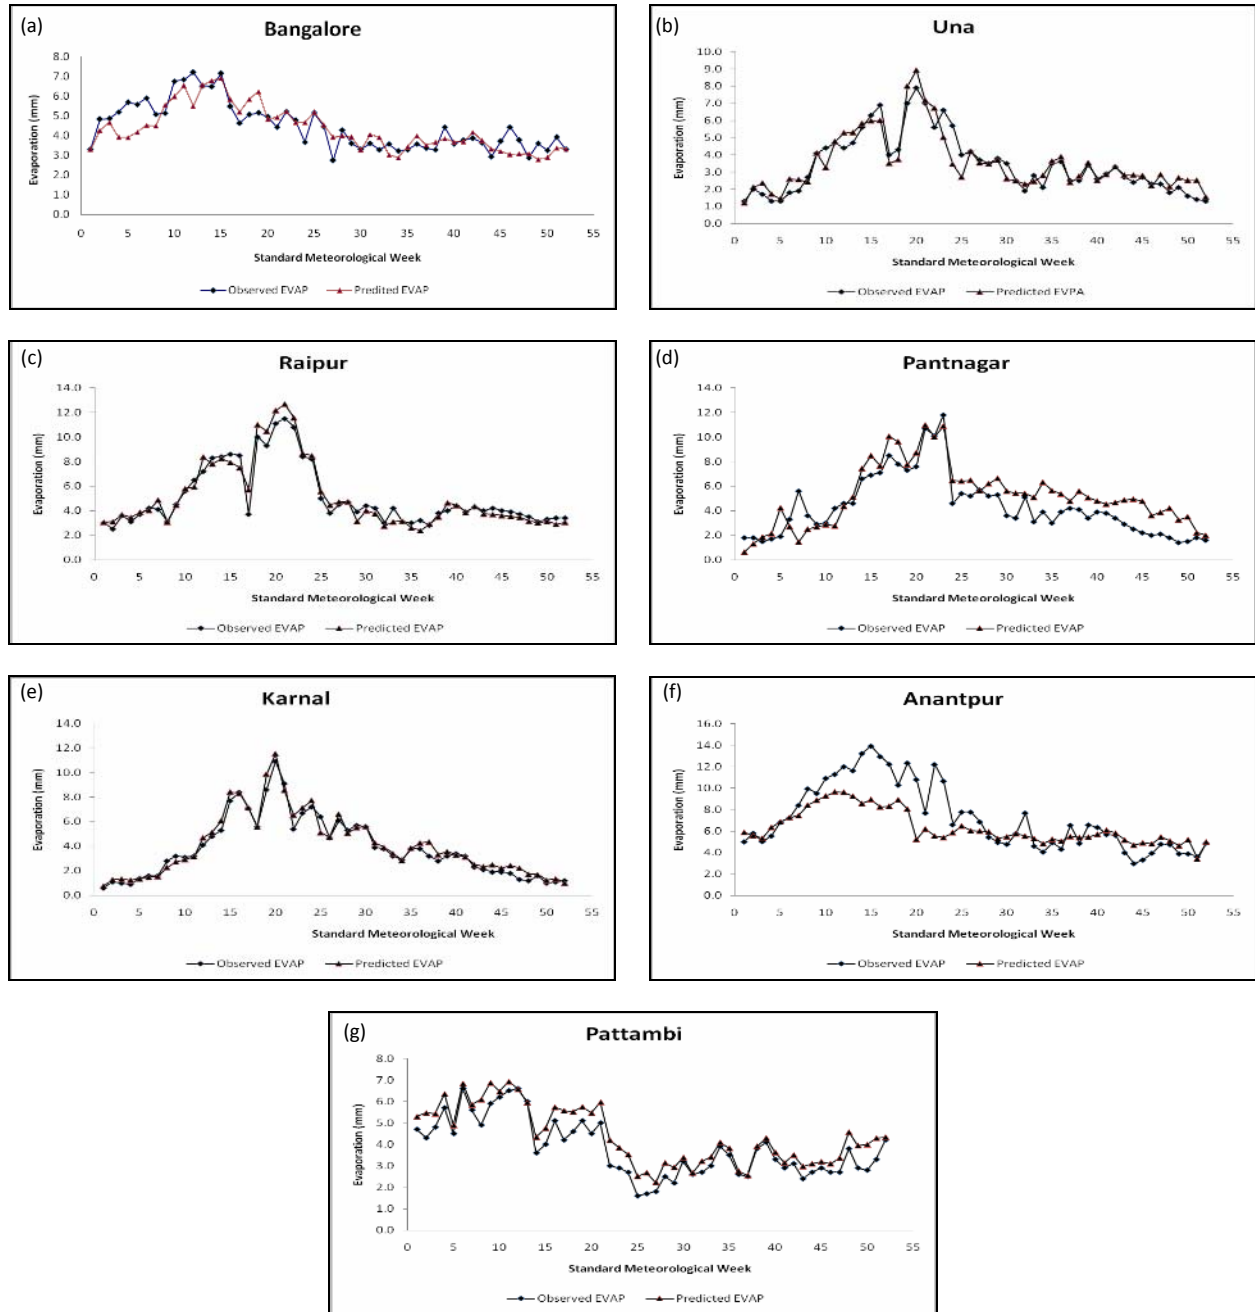 (a)
Bangalore
8.0
7.0
6.0
5.0
4.0
3.0
2.0
1.0
0.0
Evaporation (mm)
0 5 10 15 20 25 30 35 40 45 50 55
Standard Meteorological Week
Observed EVAP Predited EVAP
(b)
Una
10.0
9.0
8.0
7.0
6.0
5.0
4.0
3.0
2.0
1.0
0.0
Evaporation (mm)
0 5 10 15 20 25 30 35 40 45 50 55
Standard Meteorological Week
Observed EVAP Predicted EVPA
(c)
Raipur
14.0
12.0
10.0
8.0
6.0
4.0
2.0
0.0
Evaporation (mm)
0 5 10 15 20 25 30 35 40 45 50 55
Standard Meteorological Week
Observed EVAP Predicted EVAP
(d)
Pantnagar
14.0
12.0
10.0
8.0
6.0
4.0
2.0
0.0
Evaporation (mm)
0 5 10 15 20 25 30 35 40 45 50 55
Standard Meteorological Week
Observed EVAP Predicted EVAP
(e)
Karnal
14.0
12.0
10.0
8.0
6.0
4.0
2.0
0.0
Evaporation (mm)
0 5 10 15 20 25 30 35 40 45 50 55
Standard Meteorological Week
Observed EVAP Predicted EVAP
(f)
Anantpur
16.0
14.0
12.0
10.0
8.0
6.0
4.0
2.0
0.0
Evaporation (mm)
0 5 10 15 20 25 30 35 40 45 50 55
Standard Meteorological Week
Observed EVAP Predicted EVAP
(g)
Pattambi
8.0
7.0
6.0
5.0
4.0
3.0
2.0
1.0
0.0
Evaporation (mm)
0 5 10 15 20 25 30 35 40 45 50 55
Standard Meteorological Week
Observed EVAP Predicted EVAP